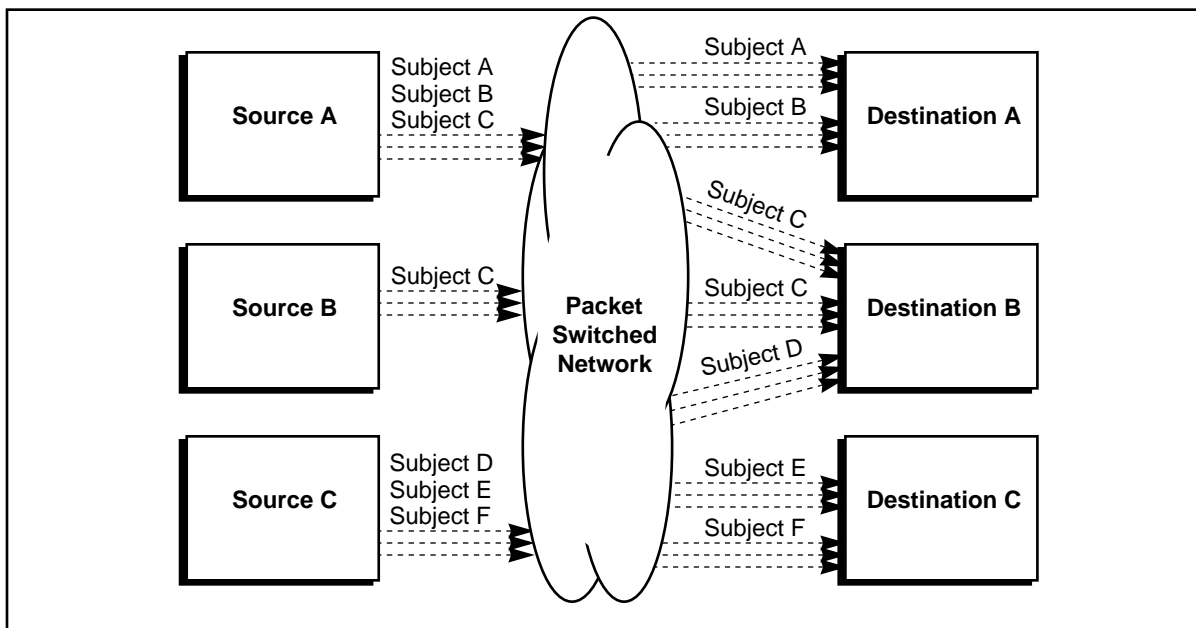 Source A
Subject A
Subject B
Subject C
Subject A
Subject B
Destination A
Source B
Subject C
Packet
Switched
Network
Subject C
Subject C
Subject D
Destination B
Source C
Subject D
Subject E
Subject F
Subject E
Subject F
Destination C